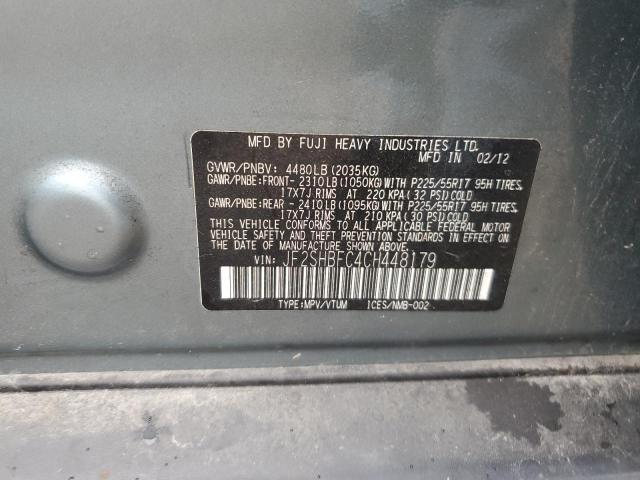 MFD BY FUJI HEAVY INDUSTRIES LTD.
MFD IN 02/12
GVWR/PNBV: 4480LB (2035KG)
GAWR/PNBE:FRONT- 2310LB (1050KG) WITH P225/55R17 95H TIRES,
17X7J RIMS AT 220 KPA (32 PSI) COLD
GAWR/PNBE:REAR - 2410LB (1095KG) WITH P225/55R17 95H TIRES,
17X7J RIMS AT 210 KPA (30 PSI) COLD
THIS VEHICLE CONFORMS TO ALL APPLICABLE FEDERAL MOTOR
VEHICLE SAFETY AND THEFT PREVENTION STANDARDS IN EFFECT ON
THE DATE OF MANUFACTURE SHOWN ABOVE.
VIN: JF2SHBFC4CH448179
TYPE:MPV/VTUM ICES/NMB-002